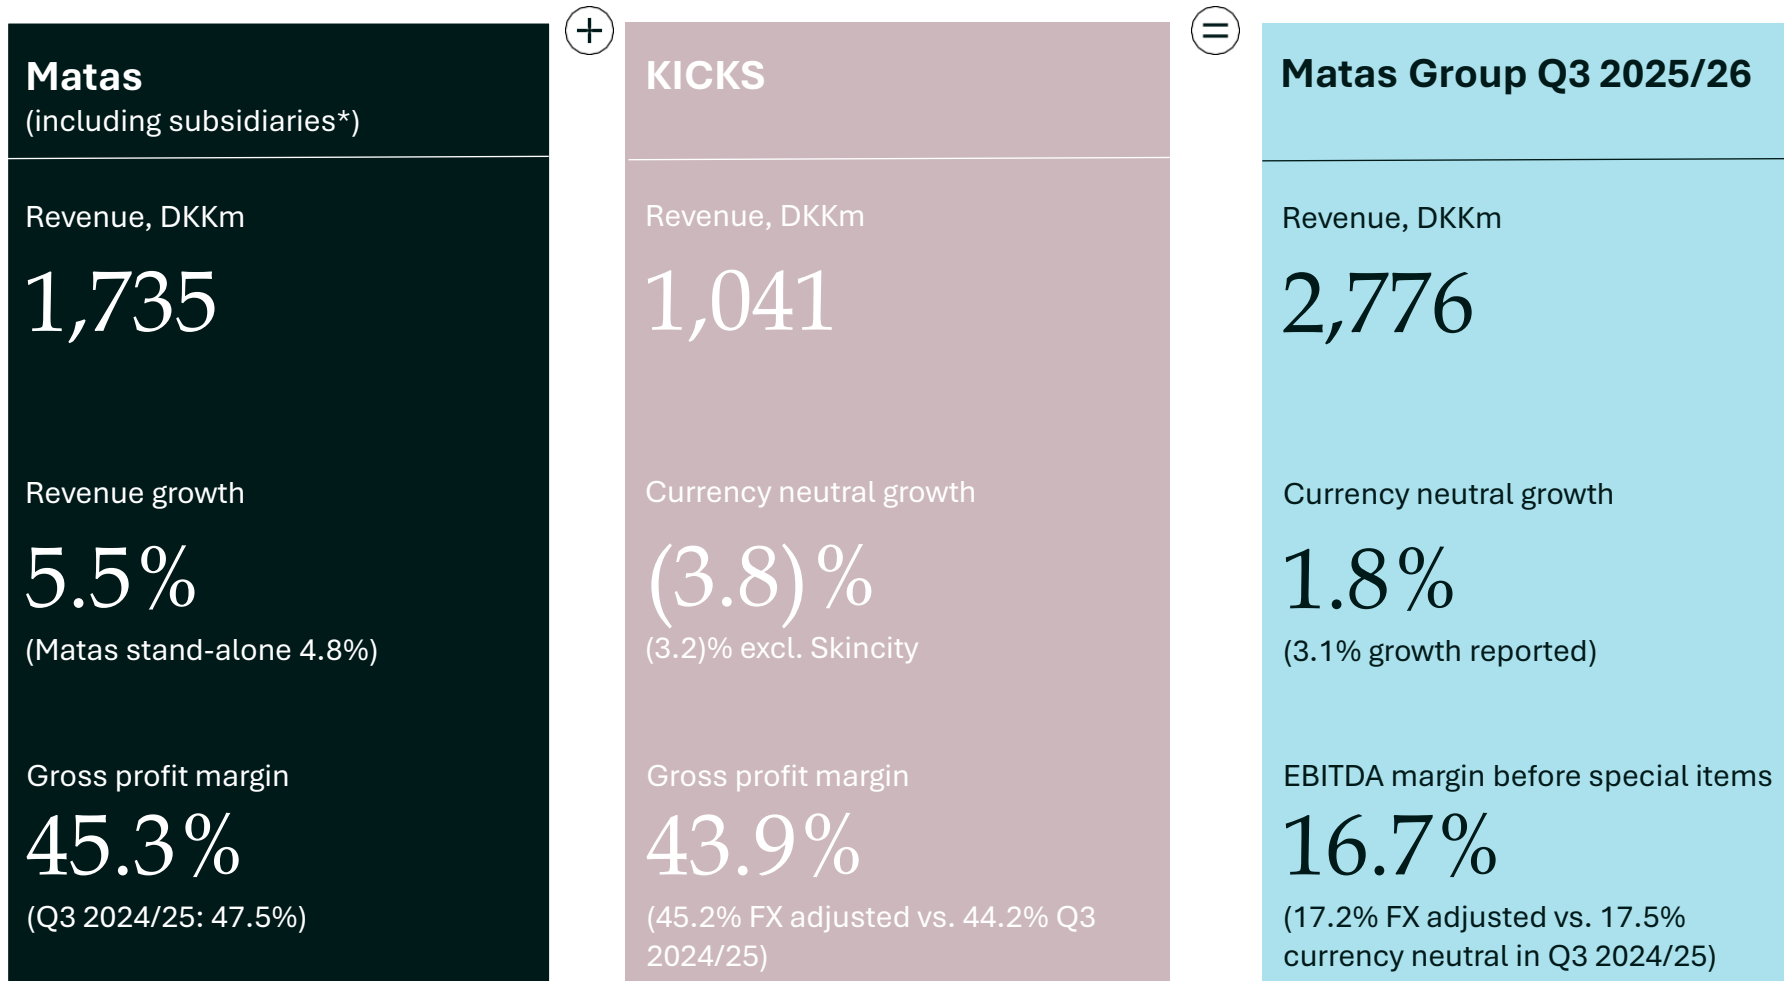 Matas
(including subsidiaries*)
Revenue, DKKm
1,735
Revenue growth
5.5%
(Matas stand-alone 4.8%)
Gross profit margin
45.3%
(Q3 2024/25: 47.5%)
+
KICKS
Revenue, DKKm
1,041
Currency neutral growth
(3.8)%
(3.2)% excl. Skincity
Gross profit margin
43.9%
(45.2% FX adjusted vs. 44.2% Q3
2024/25)
=
Matas Group Q3 2025/26
Revenue, DKKm
2,776
Currency neutral growth
1.8%
(3.1% growth reported)
EBITDA margin before special items
16.7%
(17.2% FX adjusted vs. 17.5%
currency neutral in Q3 2024/25)